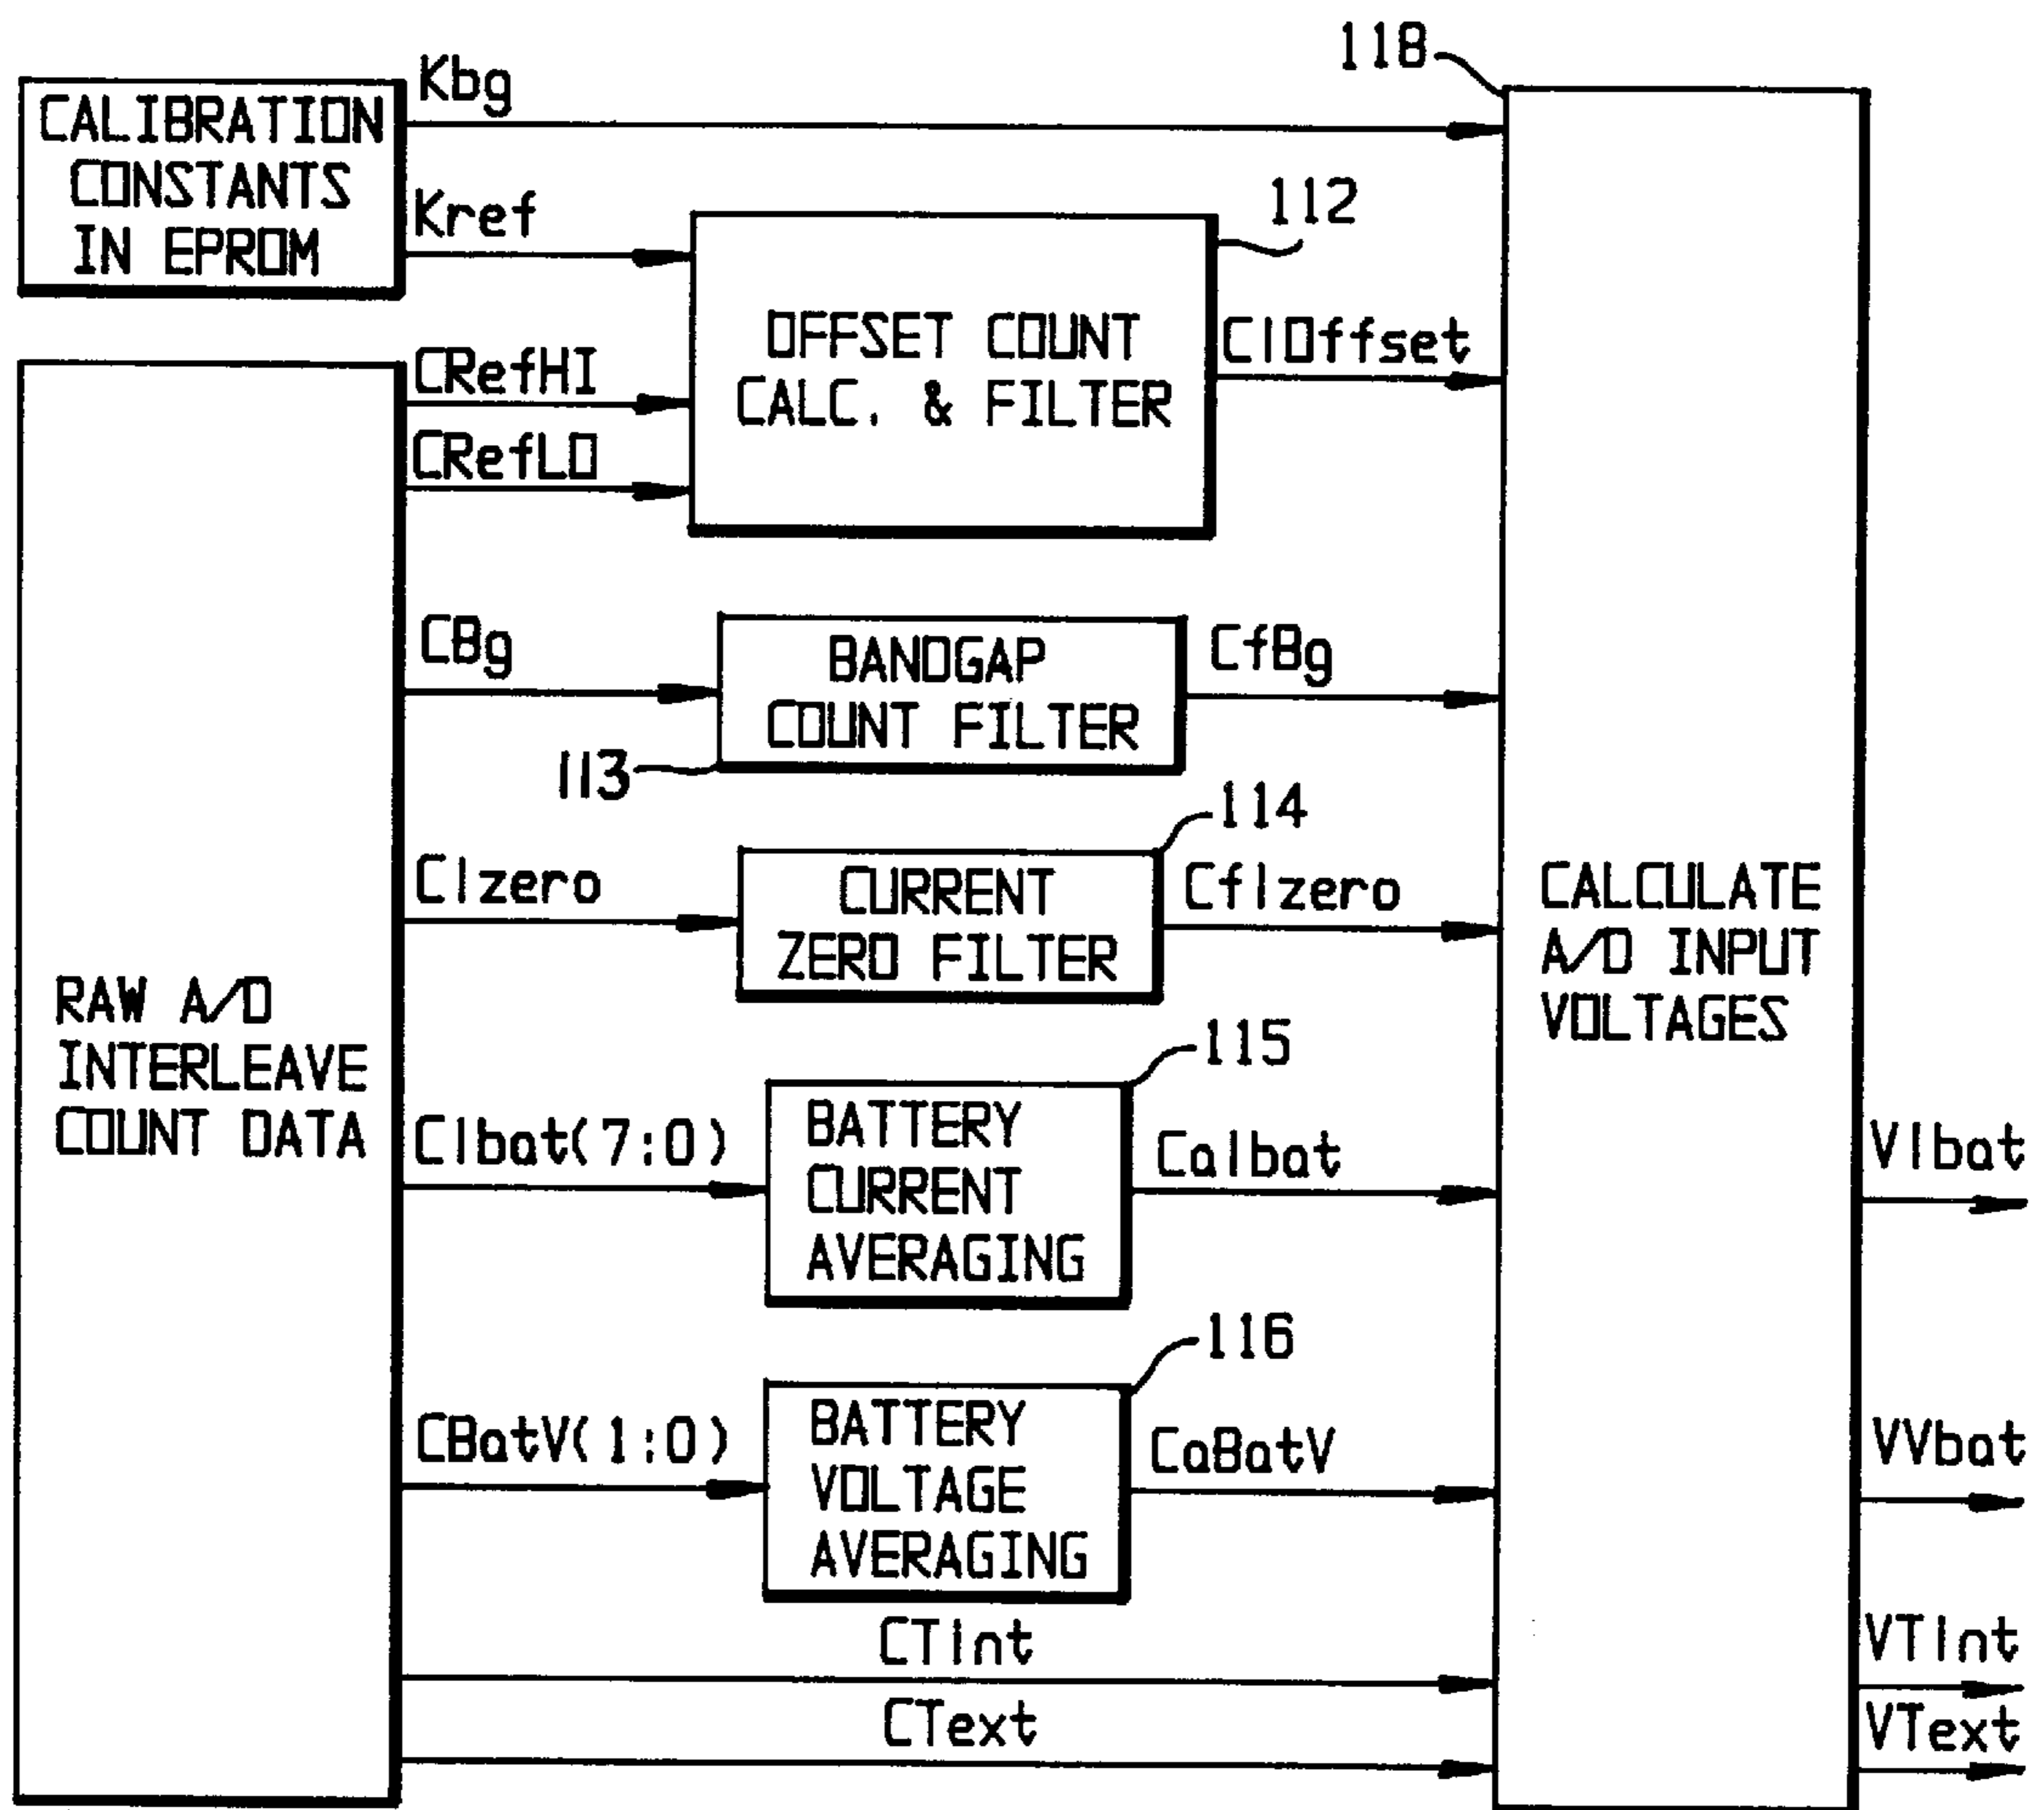 118
Kbg
CALIBRATION
CONSTANTS
IN EPROM
Kref
112
OFFSET COUNT
CALC. & FILTER
CIOffset
CRefHI
CRefLO
CBg
BANDGAP
COUNT FILTER
CfBg
113
114
CIzero
CURRENT
ZERO FILTER
CfIzero
CALCULATE
A/D INPUT
VOLTAGES
RAW A/D
INTERLEAVE
COUNT DATA
115
CIbat(7:0)
BATTERY
CURRENT
AVERAGING
CaIbat
VIbat
116
CBatV(1:0)
BATTERY
VOLTAGE
AVERAGING
CaBatV
VVbat
CTInt
VTInt
CText
VText